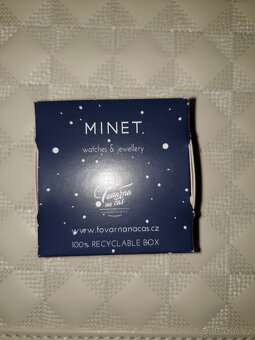 MINET
watches & jewellery
Továrna
na čas
www.tovarnanacas.cz
100% RECYCLABLE BOX